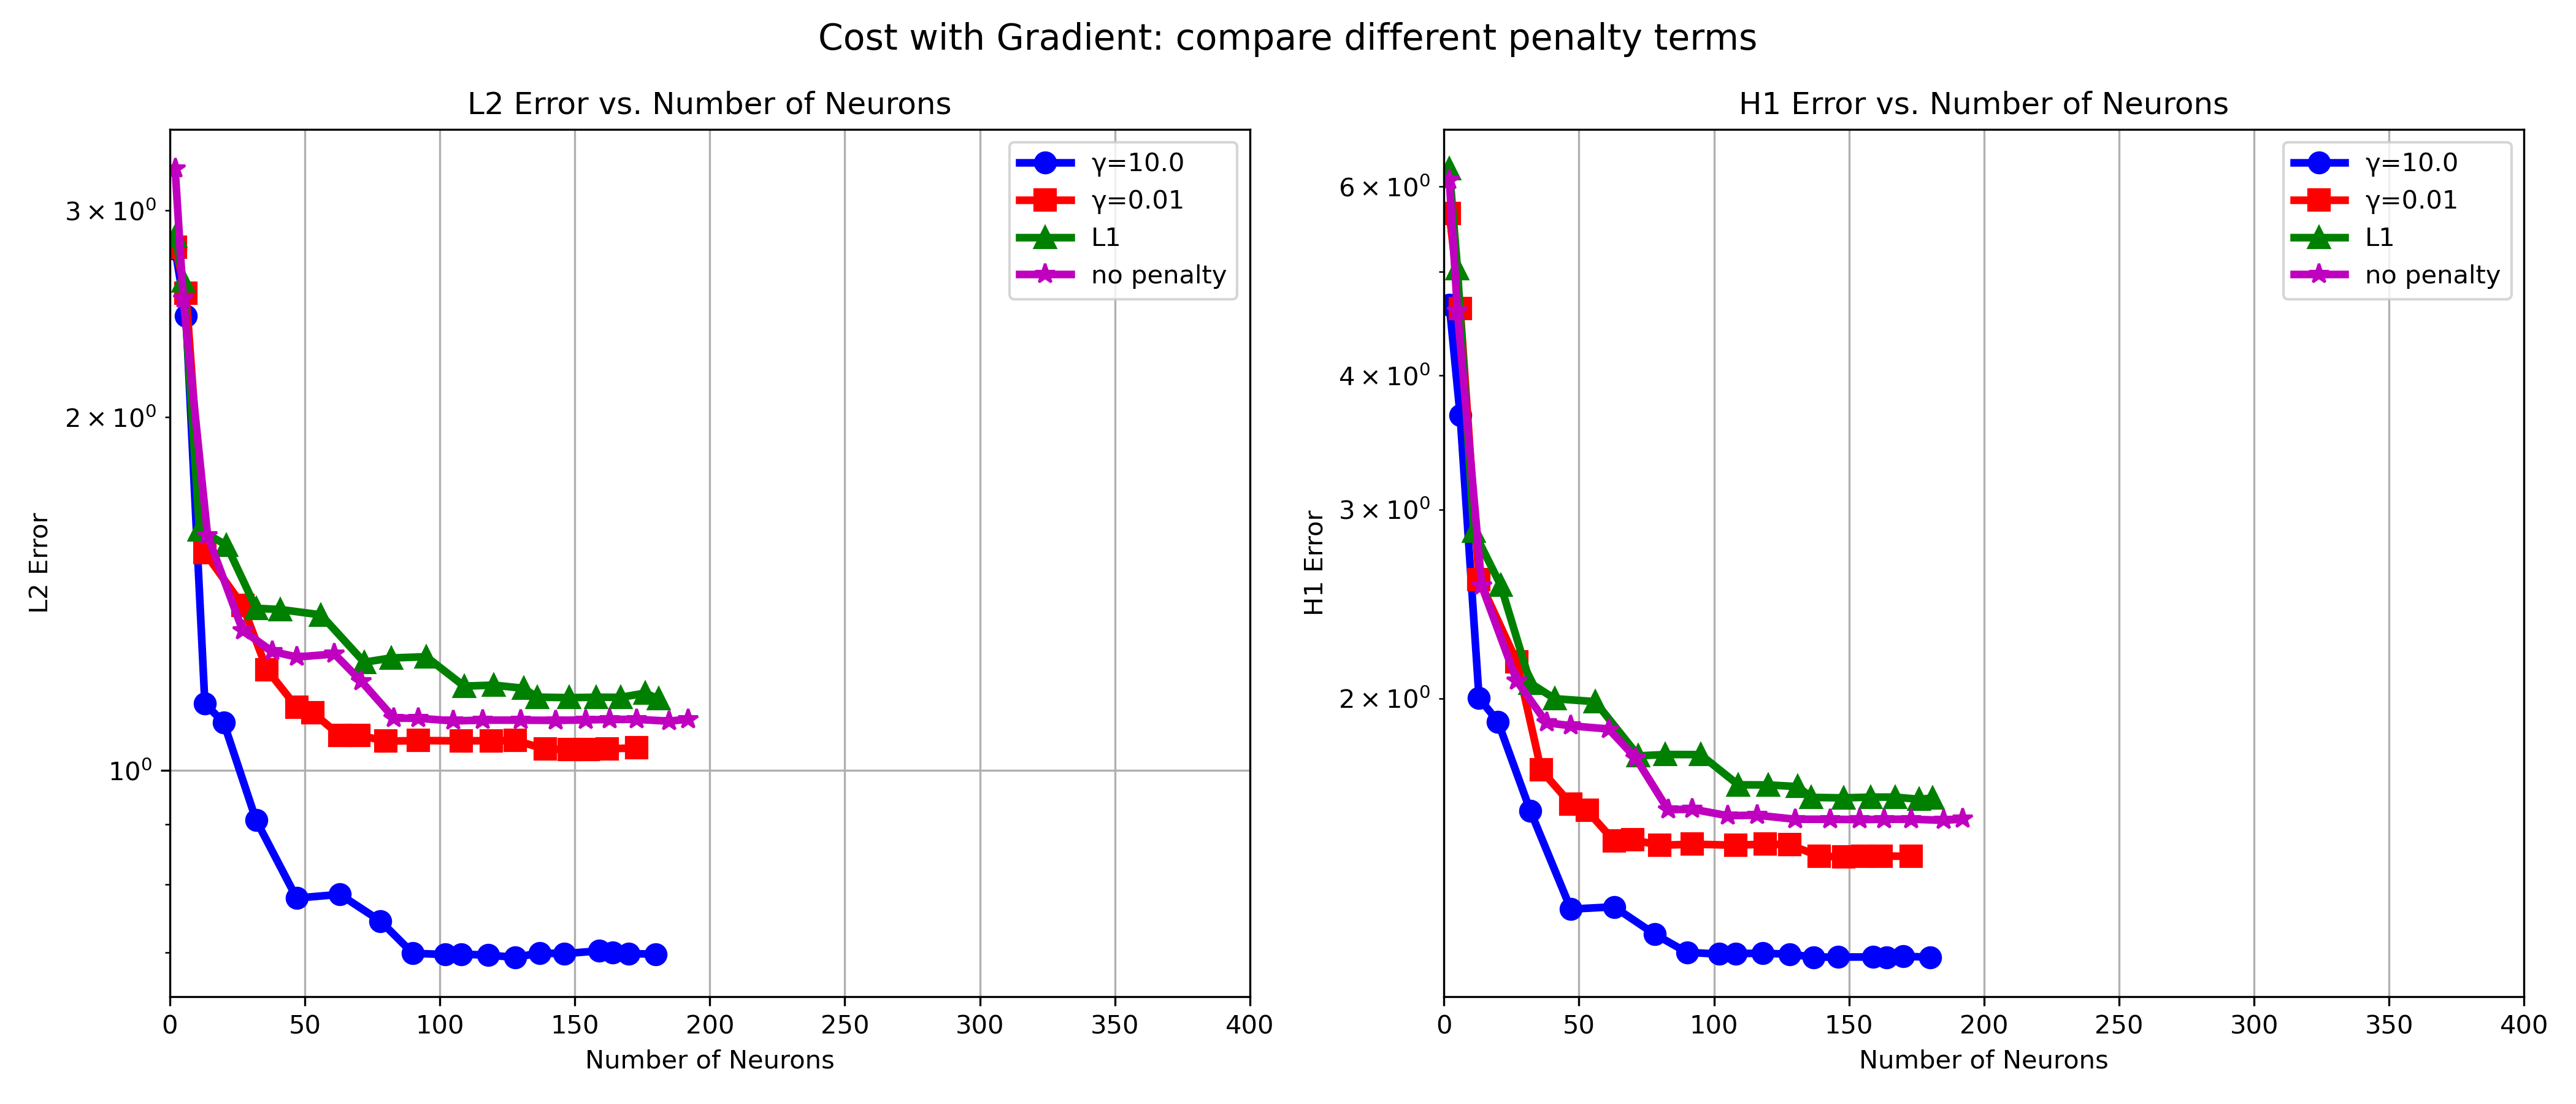 Cost with Gradient: compare different penalty terms
L2 Error vs. Number of Neurons
γ=10.0
γ=0.01
L1
no penalty
3 × 10⁰
2 × 10⁰
10⁰
L2 Error
0 50 100 150 200 250 300 350 400
Number of Neurons
H1 Error vs. Number of Neurons
γ=10.0
γ=0.01
L1
no penalty
6 × 10⁰
4 × 10⁰
3 × 10⁰
2 × 10⁰
H1 Error
0 50 100 150 200 250 300 350 400
Number of Neurons